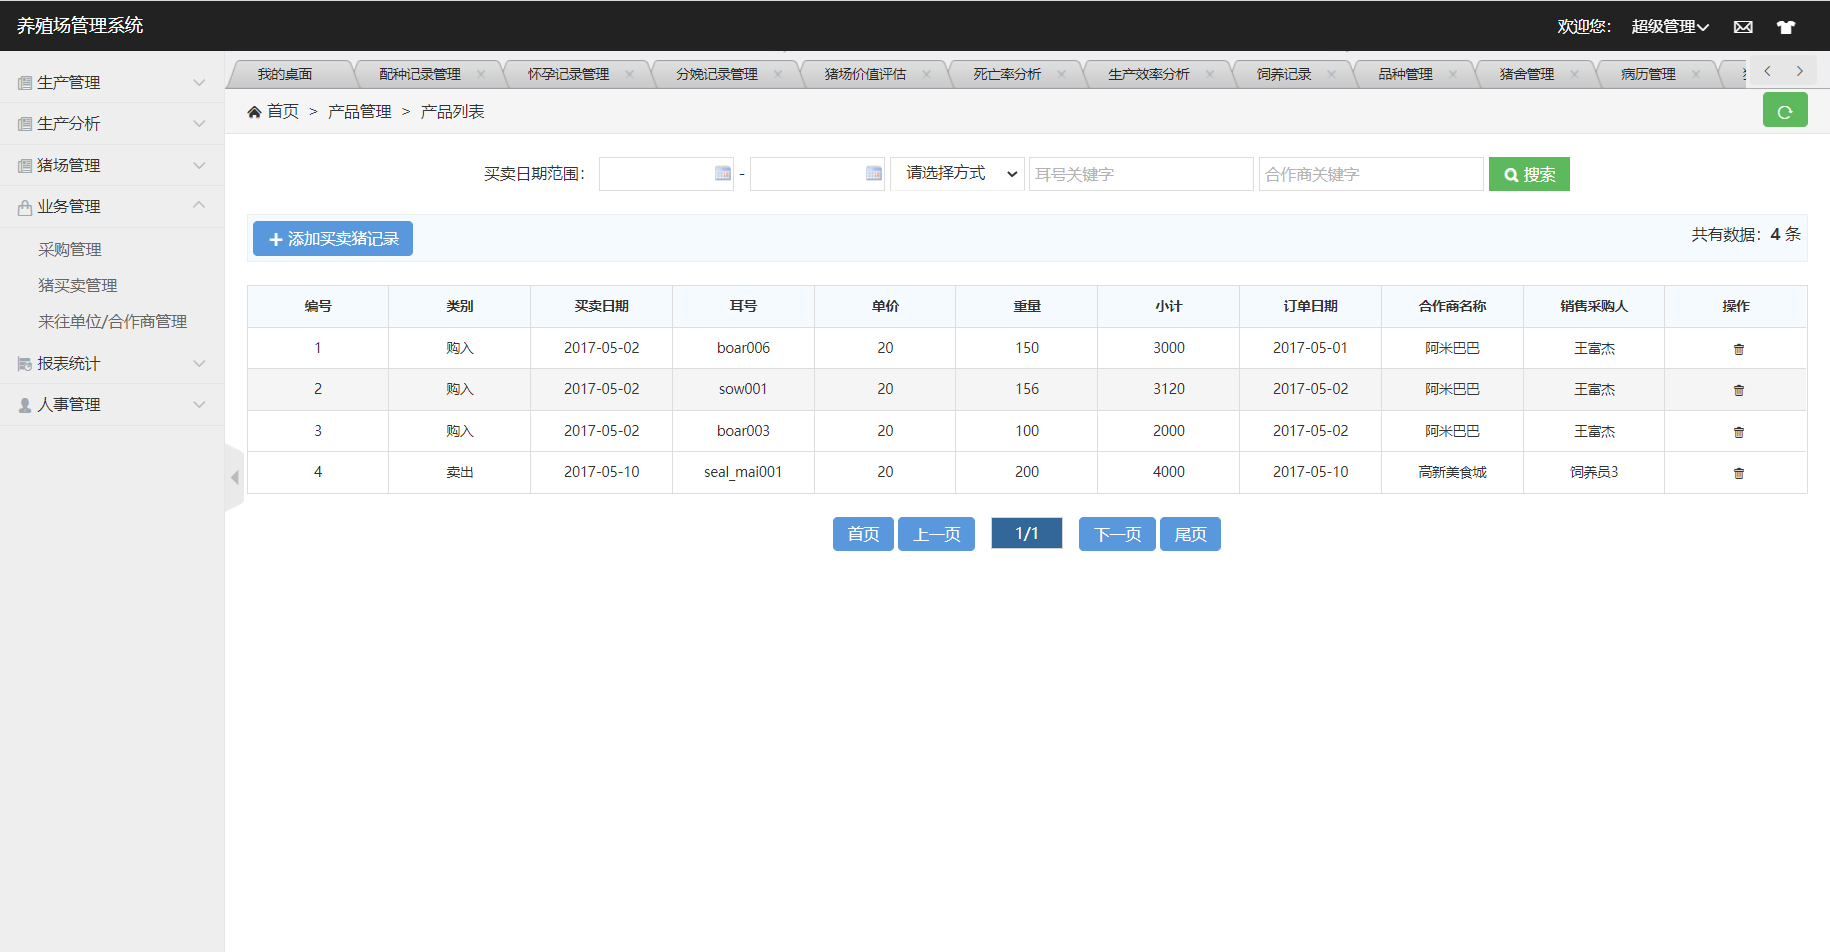 养殖场管理系统
欢迎您： 超级管理
生产管理
生产分析
猪场管理
业务管理
采购管理
猪买卖管理
来往单位/合作商管理
报表统计
人事管理
我的桌面 配种记录管理 怀孕记录管理 分娩记录管理 猪场价值评估 死亡率分析 生产效率分析 饲养记录 品种管理 猪舍管理 病历管理
首页 > 产品管理 > 产品列表
买卖日期范围： - 请选择方式 耳号关键字 合作商关键字 搜索
添加买卖猪记录 共有数据：4 条
编号 类别 买卖日期 耳号 单价 重量 小计 订单日期 合作商名称 销售采购人 操作
1 购入 2017-05-02 boar006 20 150 3000 2017-05-01 阿米巴巴 王富杰
2 购入 2017-05-02 sow001 20 156 3120 2017-05-02 阿米巴巴 王富杰
3 购入 2017-05-02 boar003 20 100 2000 2017-05-02 阿米巴巴 王富杰
4 卖出 2017-05-10 seal_mai001 20 200 4000 2017-05-10 高新美食城 饲养员3
首页 上一页 1/1 下一页 尾页